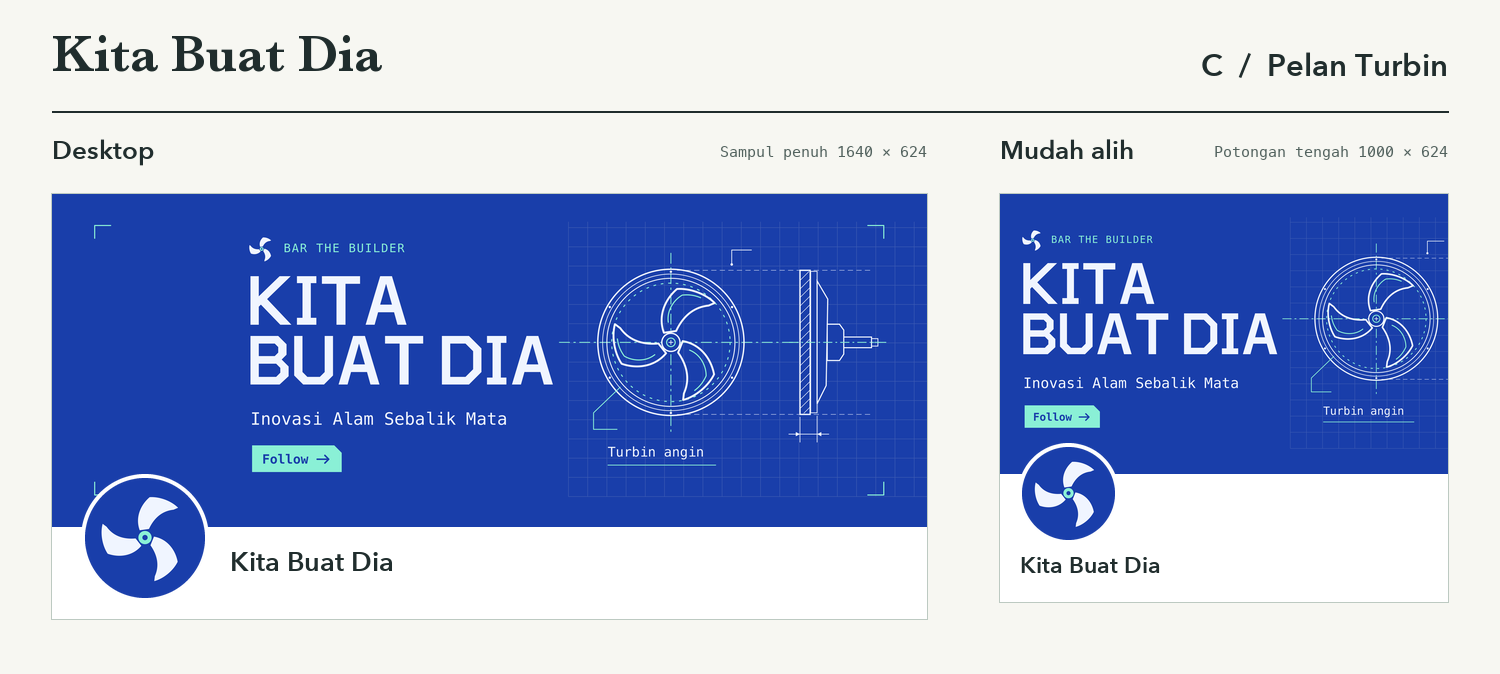 Kita Buat Dia
C / Pelan Turbin
Desktop
Sampul penuh 1640 × 624
BAR THE BUILDER
KITA
BUAT DIA
Inovasi Alam Sebalik Mata
Follow →
Turbin angin
Kita Buat Dia
Mudah alih
Potongan tengah 1000 × 624
BAR THE BUILDER
KITA
BUAT DIA
Inovasi Alam Sebalik Mata
Follow →
Turbin angin
Kita Buat Dia